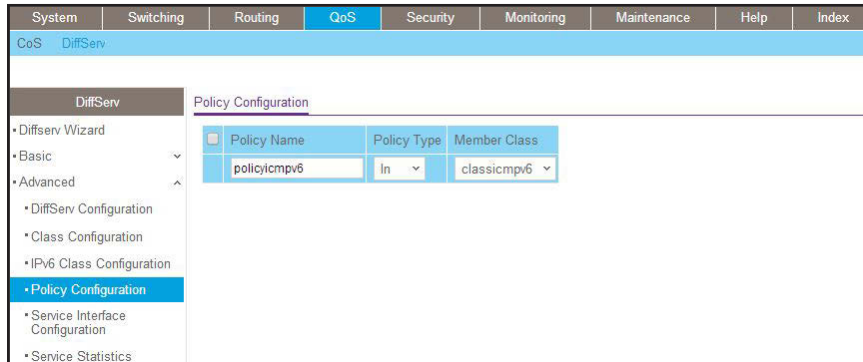 System Switching Routing QoS Security Monitoring Maintenance Help Index
CoS DiffServ
DiffServ
Policy Configuration
Diffserv Wizard
Basic
Advanced
DiffServ Configuration
Class Configuration
IPv6 Class Configuration
Policy Configuration
Service Interface
Configuration
Service Statistics
Policy Name Policy Type Member Class
policyicmpv6 In classicmpv6